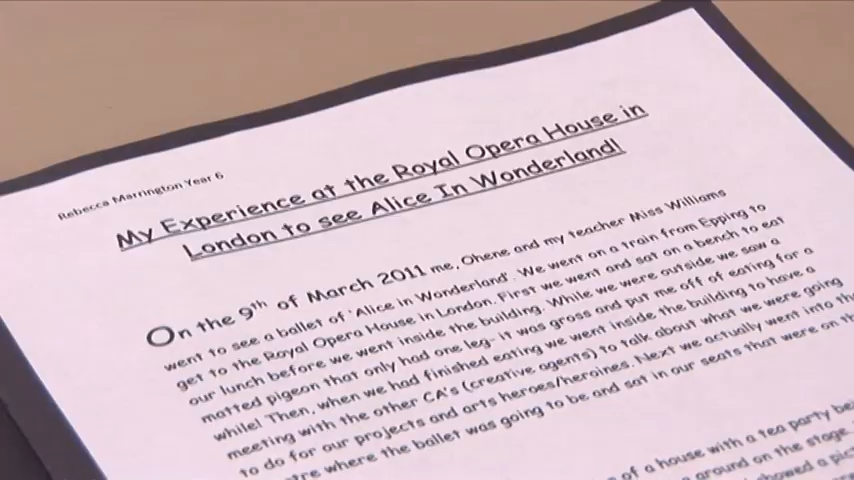 Rebecca Marrington Year 6
My Experience at the Royal Opera House in
London to see Alice In Wonderland!
On the 9th of March 2011 me, Ohene and my teacher Miss Williams
went to see a ballet of 'Alice in Wonderland'. We went on a train from Epping to
get to the Royal Opera House in London. First we went and sat on a bench to eat
our lunch before we went inside the building. While we were outside we saw a
matted pigeon that only had one leg- it was gross and put me off of eating for a
while! Then, when we had finished eating we went inside the building to have a
meeting with the other CA's (creative agents) to talk about what we were going
to do for our projects and arts heroes/heroines. Next we actually went into the
tre where the ballet was going to be and sat in our seats that were on th
of a house with a tea party bei
around on the stage.
showed a pic